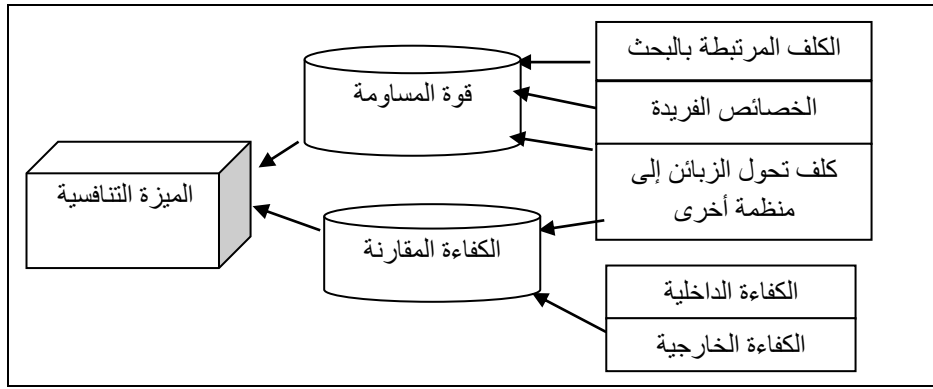 الكلف المرتبطة بالبحث
الخصائص الفريدة
كلف تحول الزبائن إلى
منظمة أخرى
قوة المساومة
الميزة التنافسية
الكفاءة المقارنة
الكفاءة الداخلية
الكفاءة الخارجية